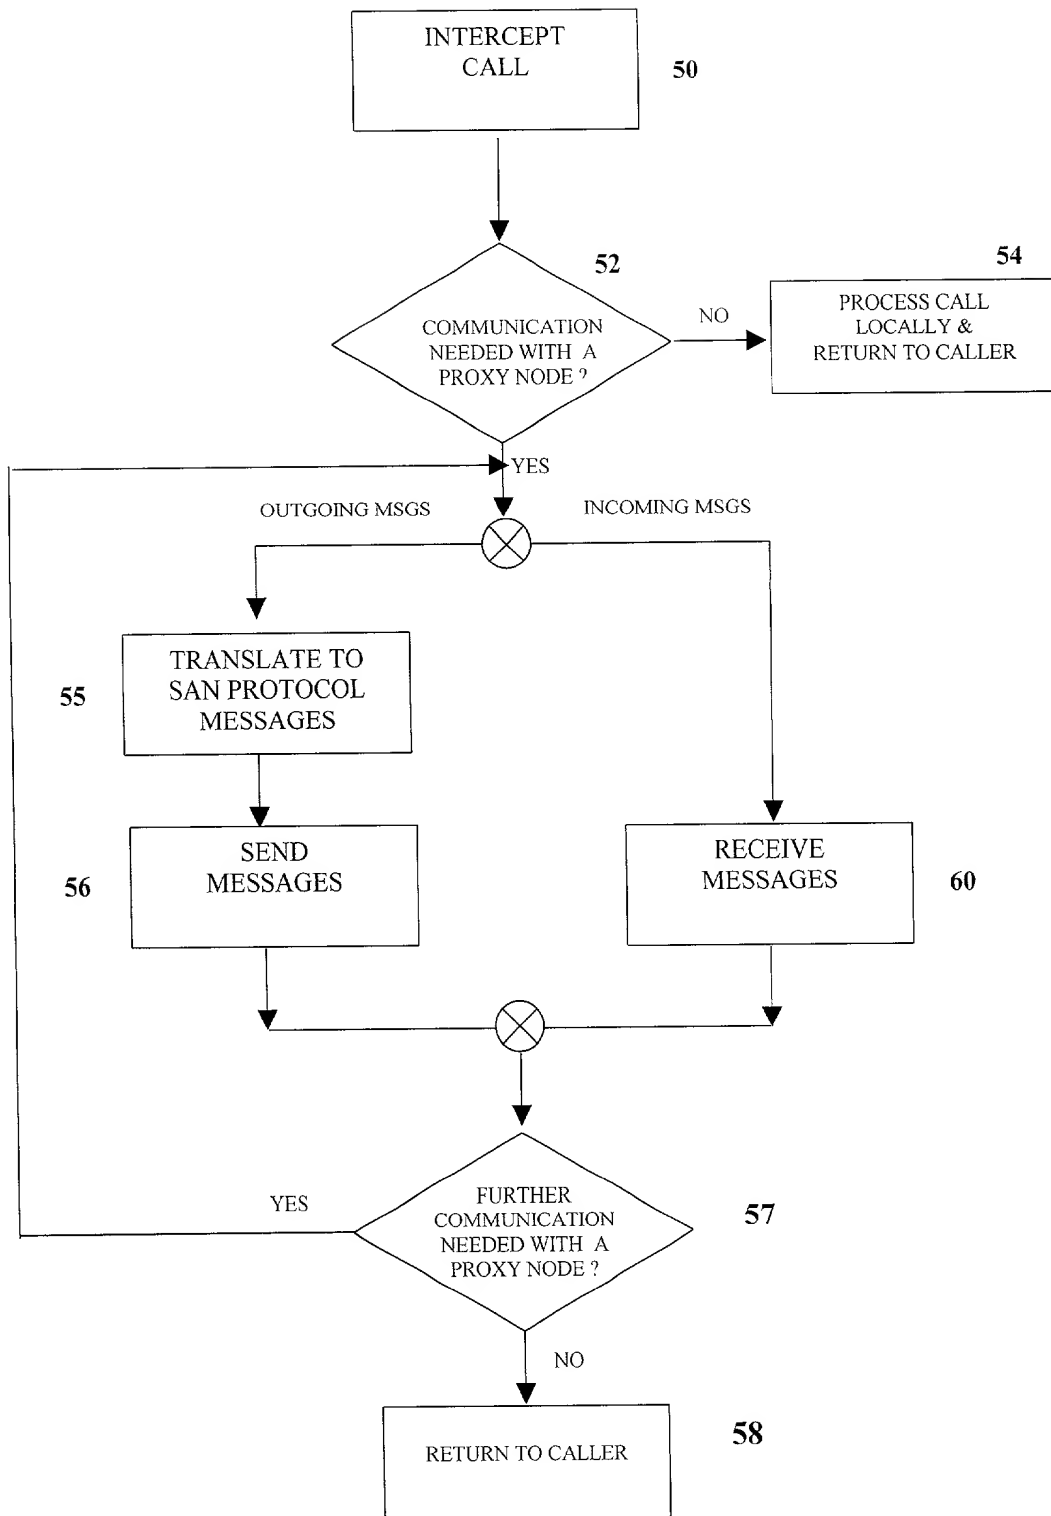 INTERCEPT
CALL
50
52
54
COMMUNICATION
NEEDED WITH A
PROXY NODE ?
NO
PROCESS CALL
LOCALLY &
RETURN TO CALLER
YES
OUTGOING MSGS
INCOMING MSGS
TRANSLATE TO
SAN PROTOCOL
MESSAGES
55
SEND
MESSAGES
56
RECEIVE
MESSAGES
60
YES
FURTHER
COMMUNICATION
NEEDED WITH A
PROXY NODE ?
57
NO
58
RETURN TO CALLER